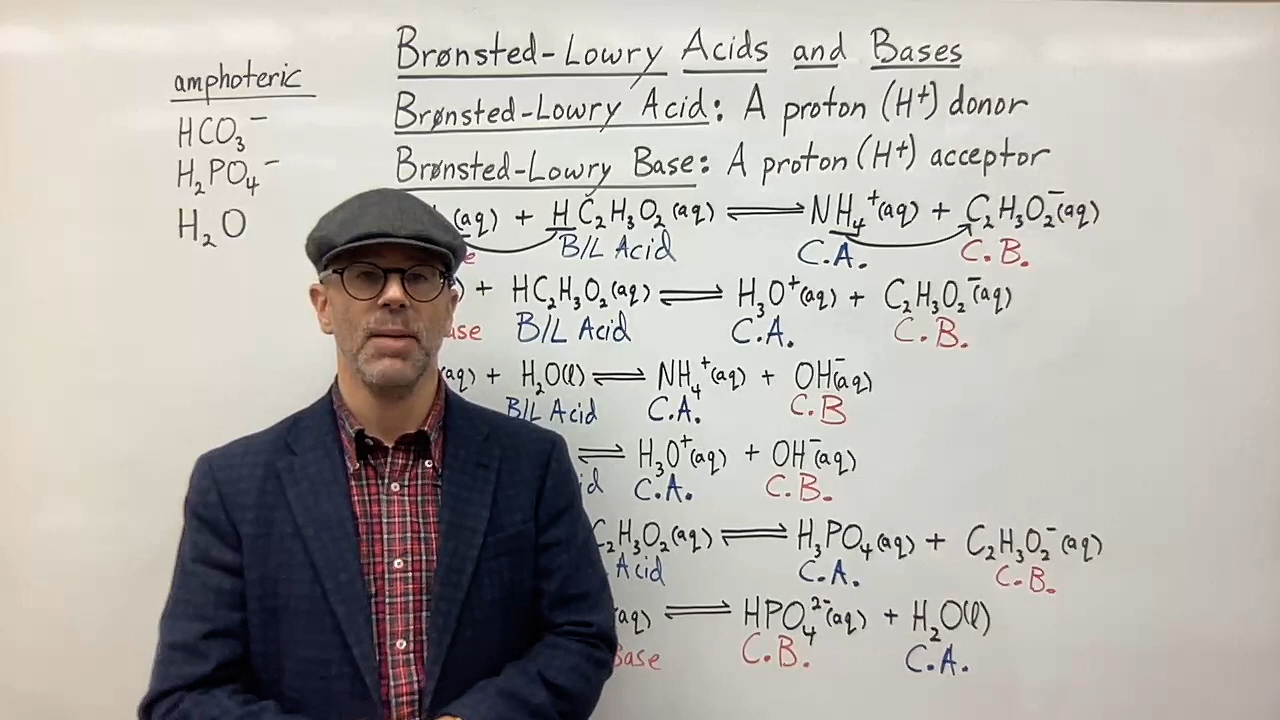 amphoteric
HCO₃⁻
H₂PO₄⁻
H₂O
Brønsted-Lowry Acids and Bases
Brønsted-Lowry Acid: A proton (H⁺) donor
Brønsted-Lowry Base: A proton (H⁺) acceptor
(aq) + HC₂H₃O₂(aq) ⇌ NH₄⁺(aq) + C₂H₃O₂⁻(aq)
B/L Acid C.A. C.B.
+ HC₂H₃O₂(aq) ⇌ H₃O⁺(aq) + C₂H₃O₂⁻(aq)
B/L Acid C.A. C.B.
(aq) + H₂O(l) ⇌ NH₄⁺(aq) + OH⁻(aq)
B/L Acid C.A. C.B
⇌ H₃O⁺(aq) + OH⁻(aq)
C.A. C.B.
C₂H₃O₂(aq) ⇌ H₃PO₄(aq) + C₂H₃O₂⁻(aq)
Acid C.A. C.B.
(aq) ⇌ HPO₄²⁻(aq) + H₂O(l)
Base C.B. C.A.